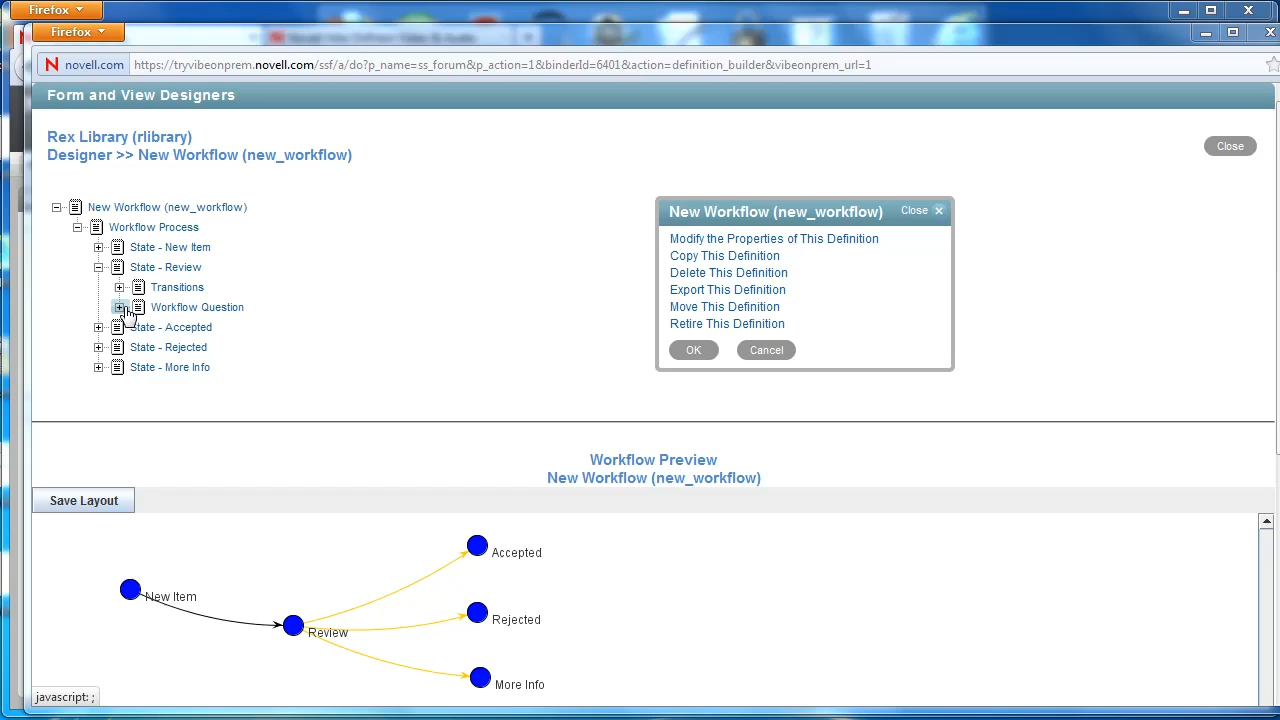 Firefox
Firefox
novell.com
https://tryvibeonprem.novell.com/ssf/a/do?p_name=ss_forum&p_action=1&binderId=6401&action=definition_builder&vibeonprem_url=1
Form and View Designers
Rex Library (rlibrary)
Designer >> New Workflow (new_workflow)
Close
New Workflow (new_workflow)
Workflow Process
State - New Item
State - Review
Transitions
Workflow Question
State - Accepted
State - Rejected
State - More Info
New Workflow (new_workflow)
Close
Modify the Properties of This Definition
Copy This Definition
Delete This Definition
Export This Definition
Move This Definition
Retire This Definition
OK
Cancel
Workflow Preview
New Workflow (new_workflow)
Save Layout
Accepted
New Item
Rejected
Review
More Info
javascript: ;